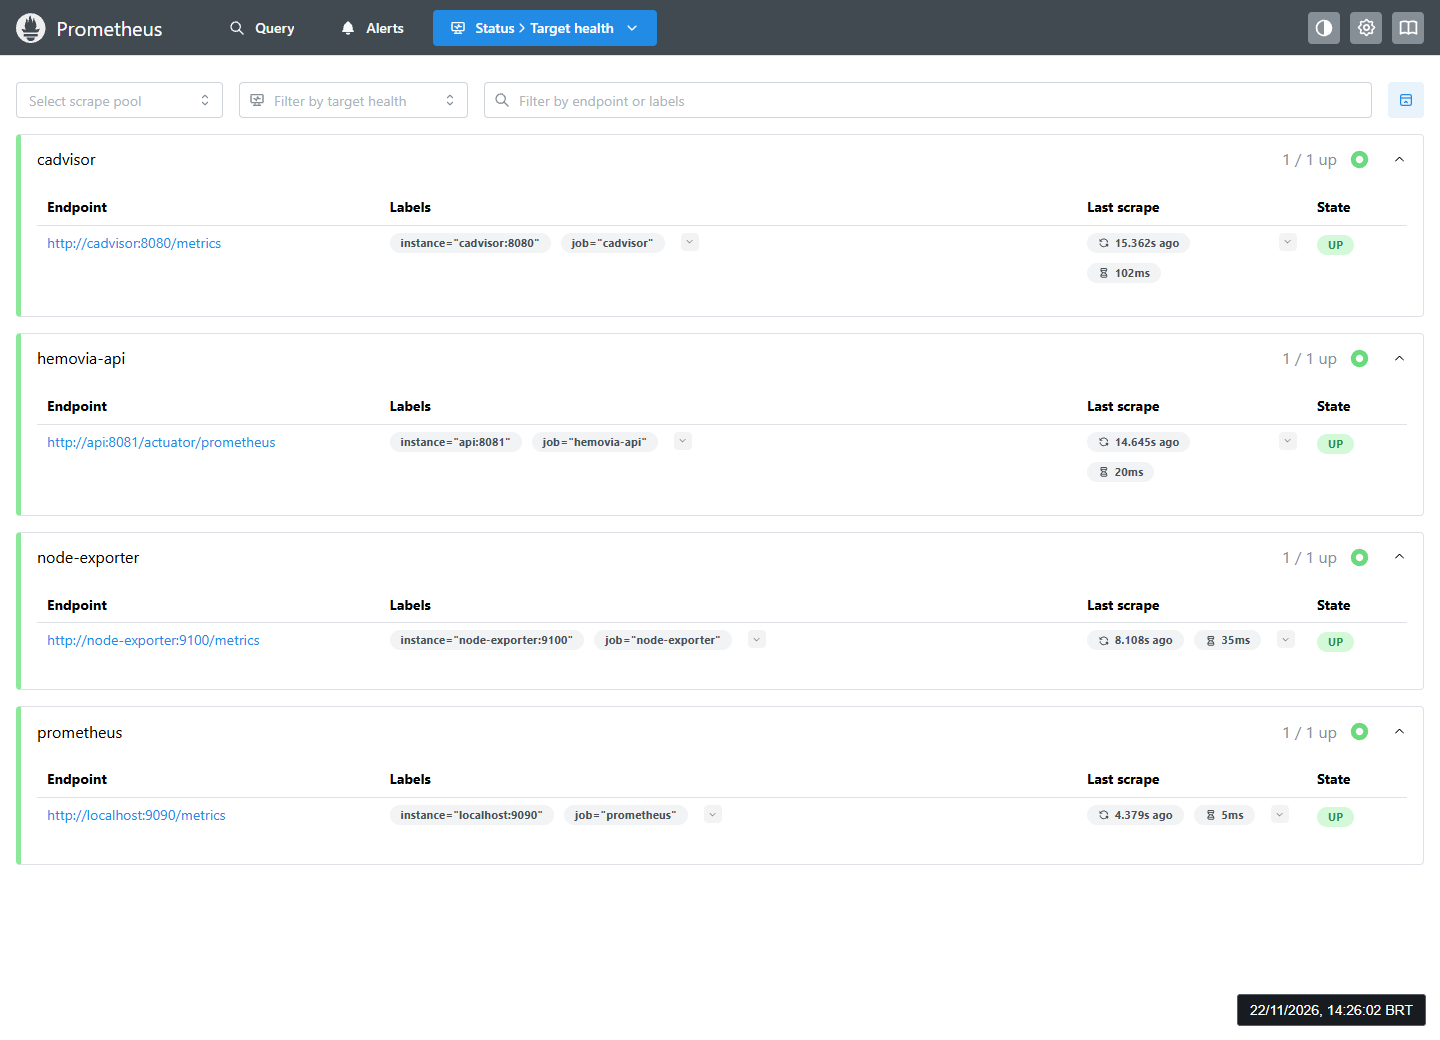 Prometheus Query Alerts Status > Target health
Select scrape pool Filter by target health Filter by endpoint or labels
cadvisor 1 / 1 up
Endpoint Labels Last scrape State
http://cadvisor:8080/metrics instance="cadvisor:8080" job="cadvisor" 15.362s ago UP
102ms
hemovia-api 1 / 1 up
Endpoint Labels Last scrape State
http://api:8081/actuator/prometheus instance="api:8081" job="hemovia-api" 14.645s ago UP
20ms
node-exporter 1 / 1 up
Endpoint Labels Last scrape State
http://node-exporter:9100/metrics instance="node-exporter:9100" job="node-exporter" 8.108s ago 35ms UP
prometheus 1 / 1 up
Endpoint Labels Last scrape State
http://localhost:9090/metrics instance="localhost:9090" job="prometheus" 4.379s ago 5ms UP
22/11/2026, 14:26:02 BRT